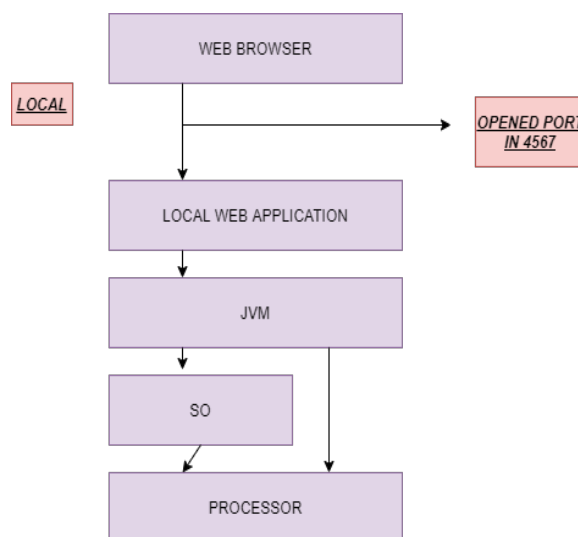 WEB BROWSER
LOCAL
OPENED PORT
IN 4567
LOCAL WEB APPLICATION
JVM
SO
PROCESSOR